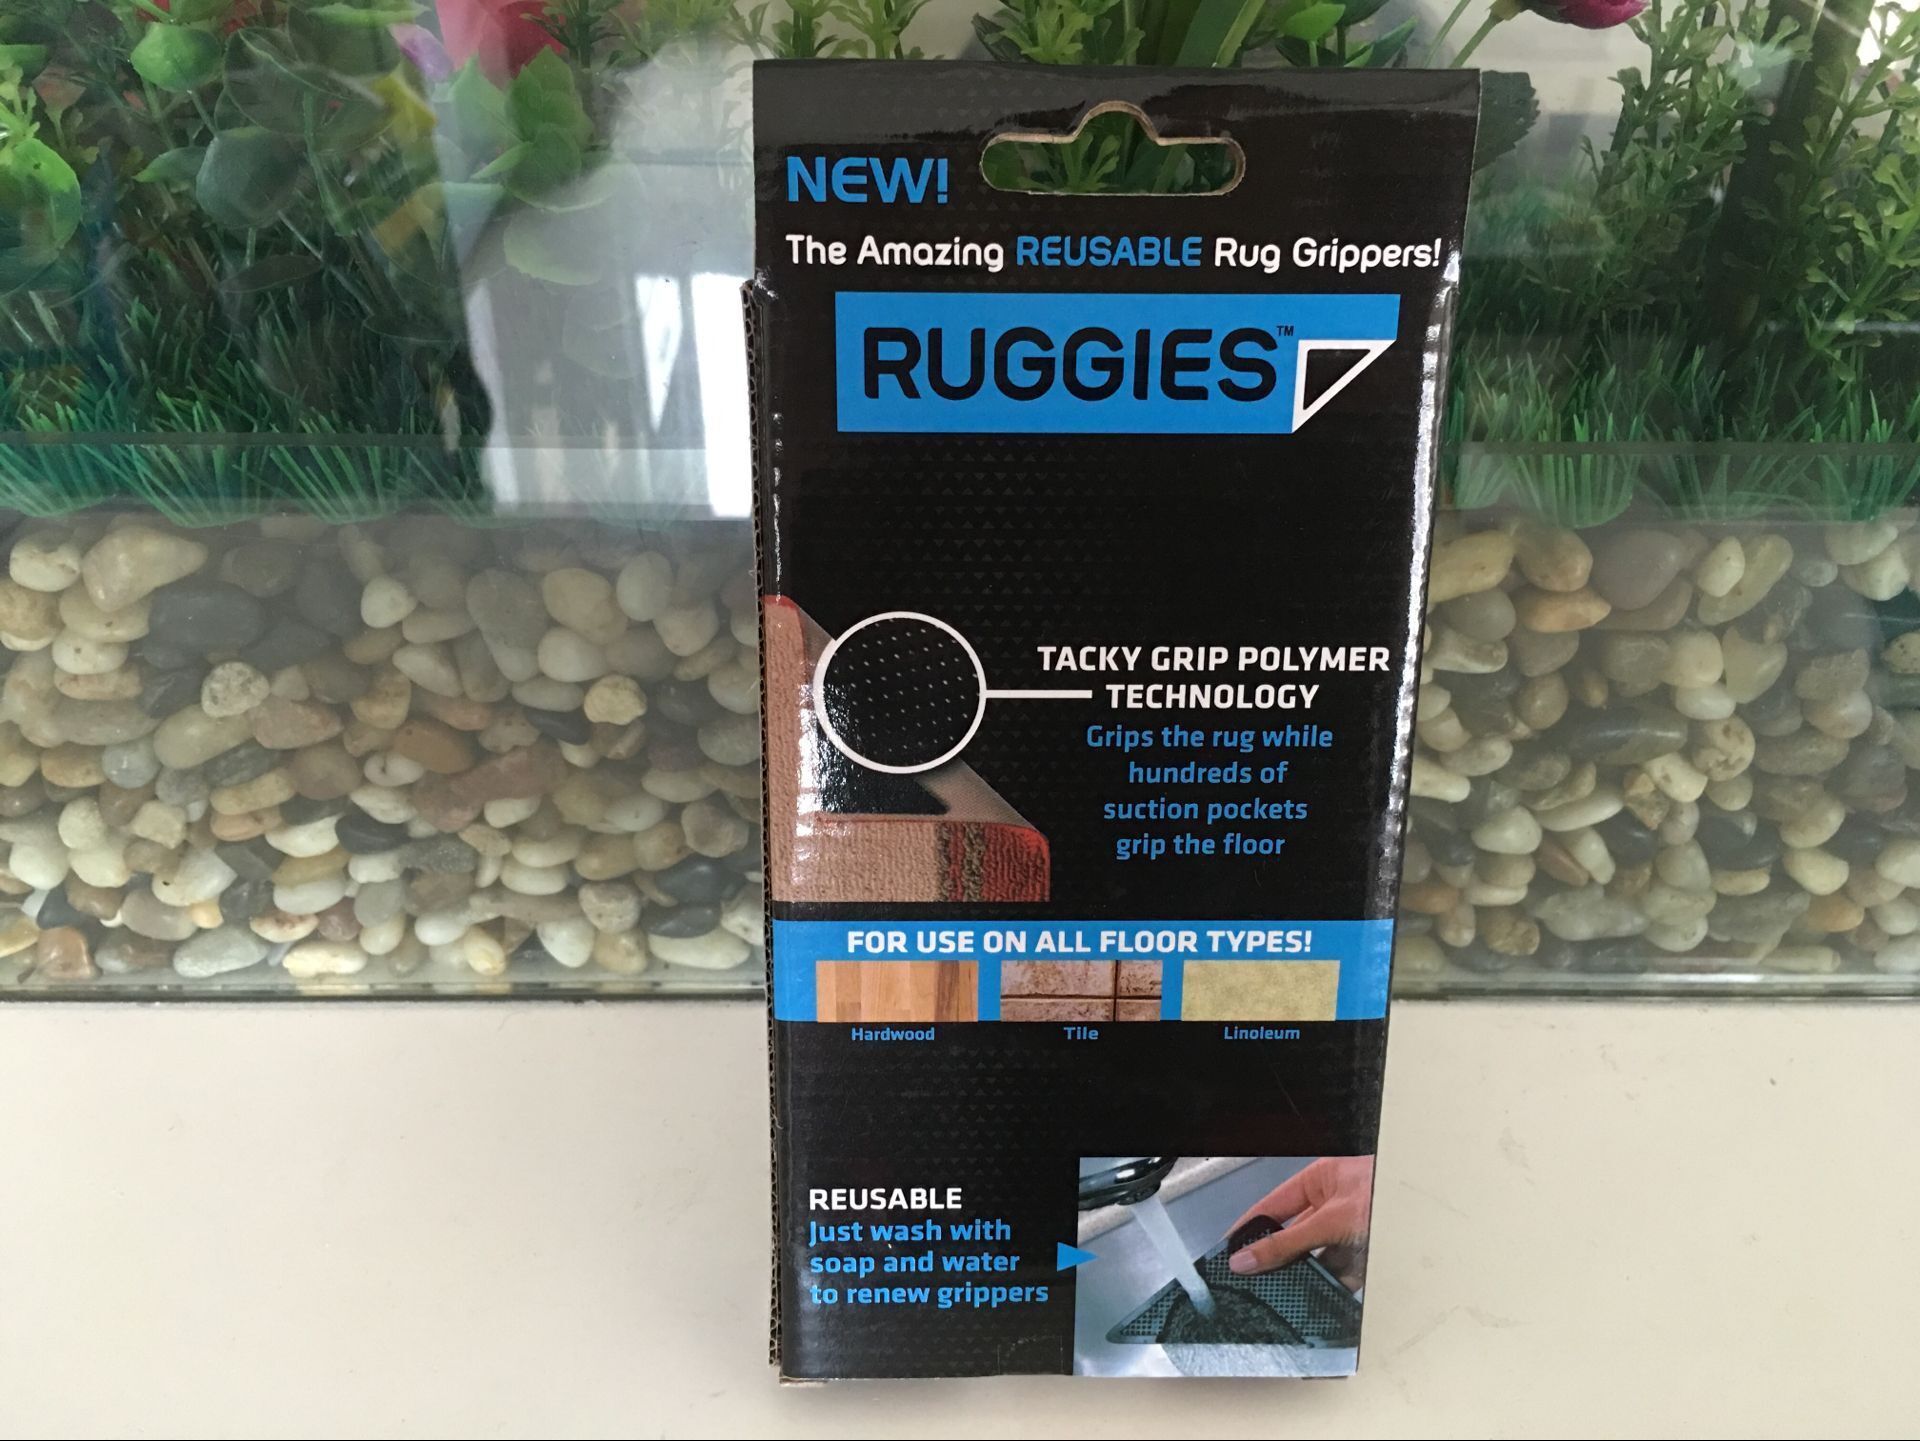 NEW!
The Amazing REUSABLE Rug Grippers!
RUGGIES™
TACKY GRIP POLYMER
TECHNOLOGY
Grips the rug while
hundreds of
suction pockets
grip the floor
FOR USE ON ALL FLOOR TYPES!
Hardwood Tile Linoleum
REUSABLE
Just wash with
soap and water
to renew grippers